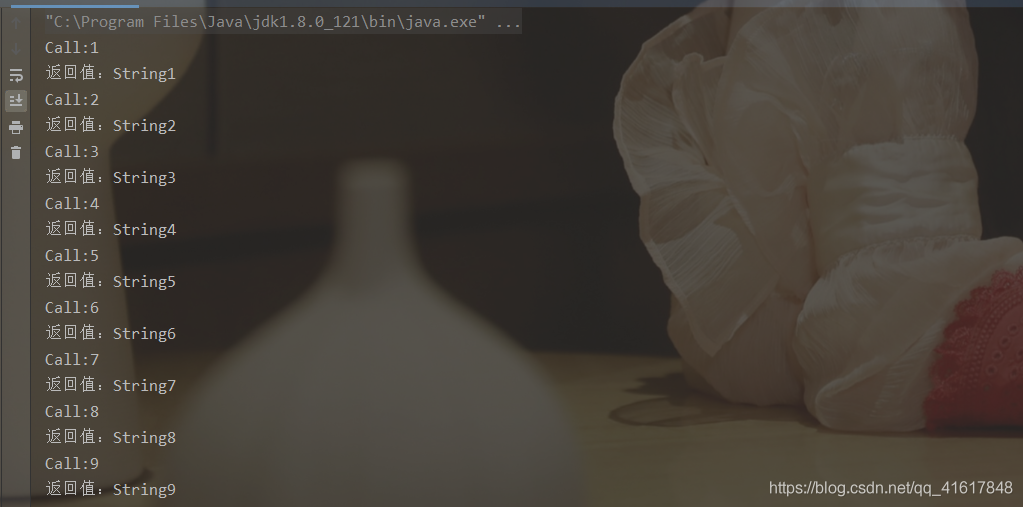 "C:\Program Files\Java\jdk1.8.0_121\bin\java.exe" ...
Call:1
返回值：String1
Call:2
返回值：String2
Call:3
返回值：String3
Call:4
返回值：String4
Call:5
返回值：String5
Call:6
返回值：String6
Call:7
返回值：String7
Call:8
返回值：String8
Call:9
返回值：String9
https://blog.csdn.net/qq_41617848